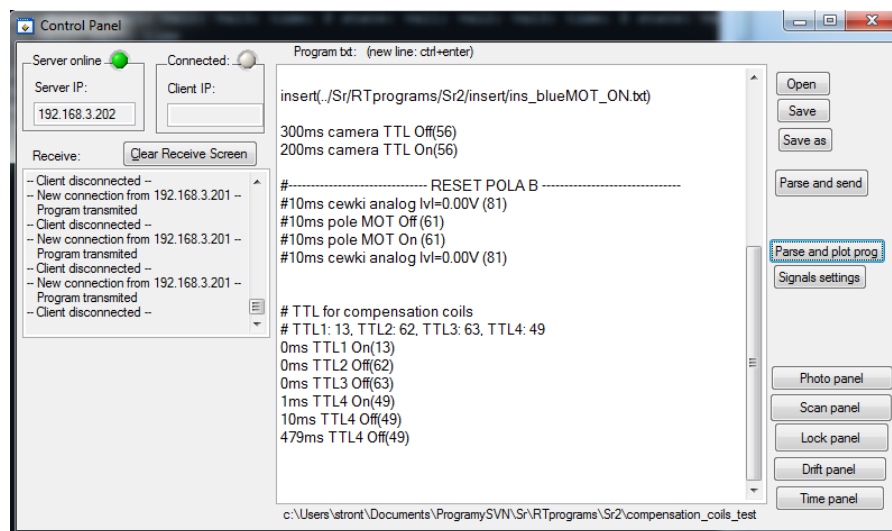 Control Panel
Server online
Connected:
Server IP:
Client IP:
192.168.3.202
Receive:
Clear Receive Screen
-- Client disconnected --
-- New connection from 192.168.3.201 --
Program transmited
-- Client disconnected --
-- New connection from 192.168.3.201 --
Program transmited
-- Client disconnected --
-- New connection from 192.168.3.201 --
Program transmited
-- Client disconnected --
Program txt: (new line: ctrl+enter)
insert(../Sr/RTprograms/Sr2/insert/ins_blueMOT_ON.txt)
300ms camera TTL Off(56)
200ms camera TTL On(56)
#------------------------------ RESET POLA B ------------------------------
#10ms cewki analog lvl=0.00V (81)
#10ms pole MOT Off (61)
#10ms pole MOT On (61)
#10ms cewki analog lvl=0.00V (81)
# TTL for compensation coils
# TTL1: 13, TTL2: 62, TTL3: 63, TTL4: 49
0ms TTL1 On(13)
0ms TTL2 Off(62)
0ms TTL3 Off(63)
1ms TTL4 On(49)
10ms TTL4 Off(49)
479ms TTL4 Off(49)
c:\Users\stront\Documents\ProgramySVN\Sr\RTprograms\Sr2\compensation_coils_test
Open
Save
Save as
Parse and send
Parse and plot prog
Signals settings
Photo panel
Scan panel
Lock panel
Drift panel
Time panel